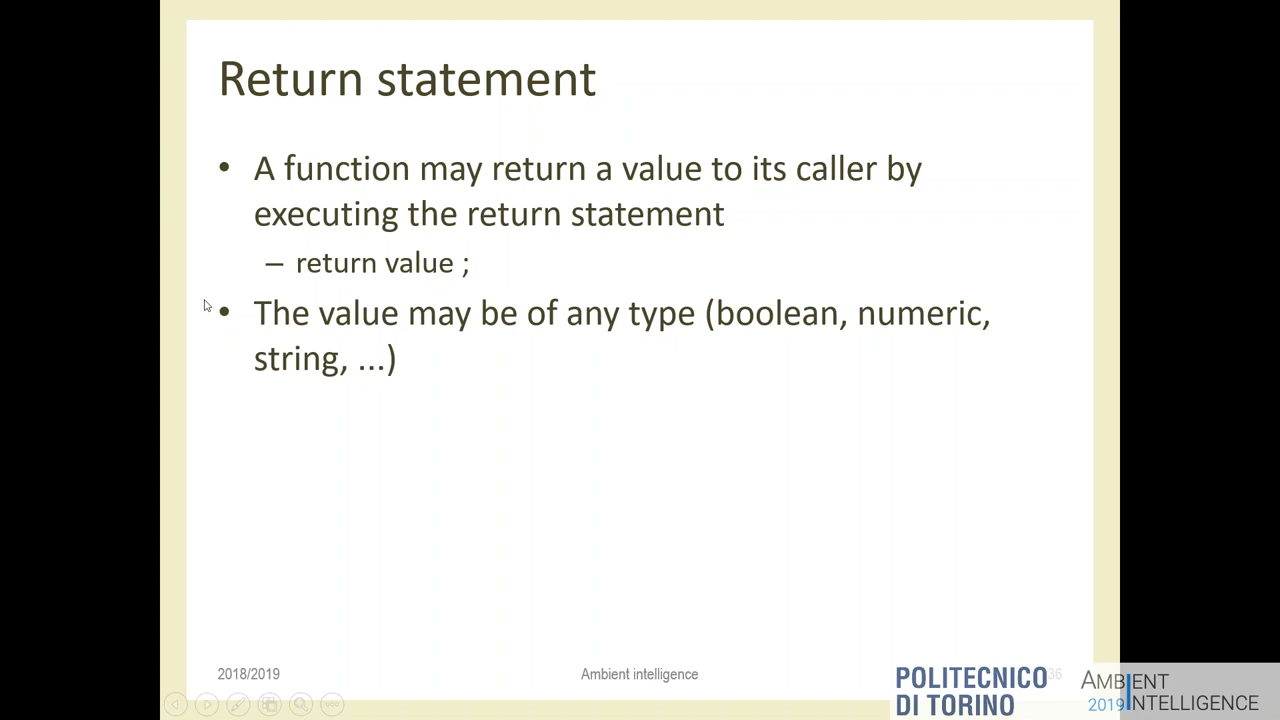 Return statement
• A function may return a value to its caller by
executing the return statement
– return value ;
• The value may be of any type (boolean, numeric,
string, ...)
2018/2019
Ambient intelligence
36
POLITECNICO
DI TORINO
AMBIENT
2019 INTELLIGENCE